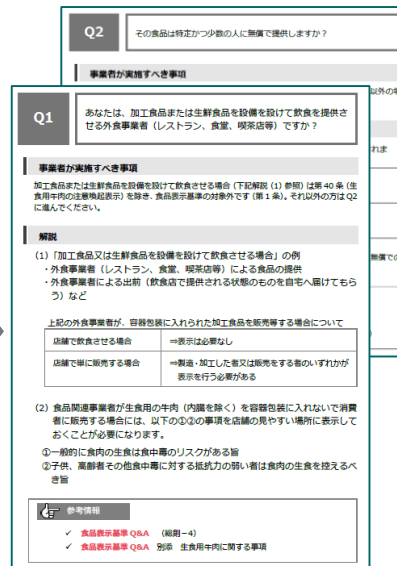 Q2
その食品は特定かつ少数の人に無償で提供しますか？
事業者が実施すべき事項
以外の
Q1
あなたは、加工食品または生鮮食品を設備を設けて飲食を提供さ
せる外食事業者（レストラン、食堂、喫茶店等）ですか？
事業者が実施すべき事項
加工食品または生鮮食品を設備を設けて飲食させる場合（下記解説（1）参照）は第 40 条（生
食用牛肉の注意喚起表示）を除き、食品表示基準の対象外です（第 1 条）。それ以外の方は Q2
に進んでください。
れま
解説
（1）「加工食品又は生鮮食品を設備を設けて飲食させる場合」の例
・外食事業者（レストラン、食堂、喫茶店等）による食品の提供
・外食事業者による出前（飲食店で提供される状態のものを自宅へ届けてもら
う）など
無償での
上記の外食事業者が、容器包装に入れられた加工食品を販売等する場合について
店舗で飲食させる場合
⇒表示は必要なし
店舗で単に販売する場合
⇒製造・加工した者又は販売をする者のいずれかが
表示を行う必要がある
（2）食品関連事業者が生食用の牛肉（内臓を除く）を容器包装に入れないで消費
者に販売する場合には、以下の①②の事項を店舗の見やすい場所に表示して
おくことが必要になります。
①一般的に食肉の生食は食中毒のリスクがある旨
②子供、高齢者その他食中毒に対する抵抗力の弱い者は食肉の生食を控えるべ
き旨
参考情報
✓ 食品表示基準 Q&A （総則－4）
✓ 食品表示基準 Q&A 別添 生食用牛肉に関する事項